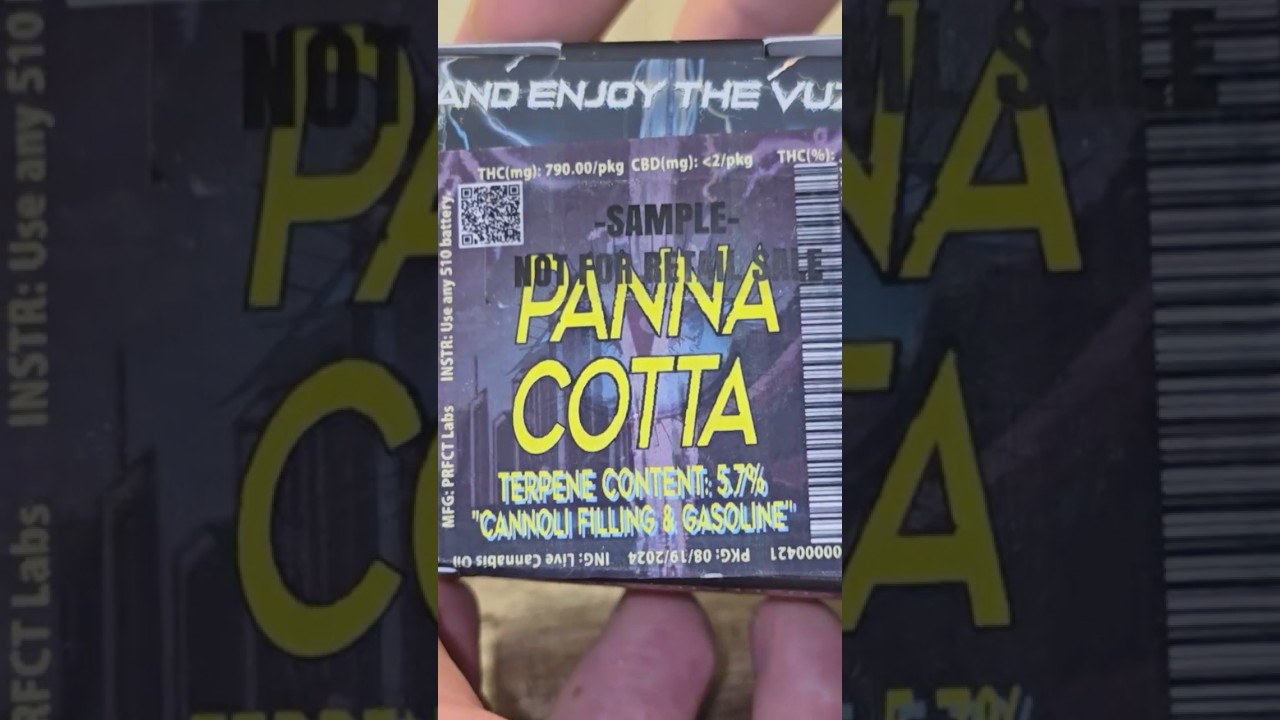 AND ENJOY THE VUZ
THC(mg): 790.00/pkg CBD(mg): <2/pkg THC(%):
-SAMPLE-
NOT FOR RETAIL SALE
PANNA
COTTA
TERPENE CONTENT: 5.7%
"CANNOLI FILLING & GASOLINE"
MFG: PRFCT Labs INSTR: Use any 510 battery.
ING: Live Cannabis Oil PKG: 08/19/2024 00000421